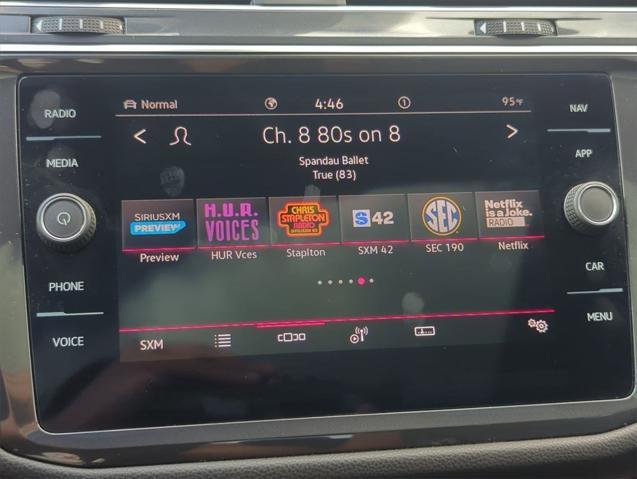 RADIO
MEDIA
PHONE
VOICE
NAV
APP
CAR
MENU
Normal
4:46
1
95°F
< Ch. 8 80s on 8 >
Spandau Ballet
True (83)
SIRIUSXM
PREVIEW
H.U.R.
VOICES
CHRIS
STAPLETON
RADIO
S 42
SEC
Netflix
is a Joke.
RADIO
Preview
HUR Vces
Staplton
SXM 42
SEC 190
Netflix
SXM